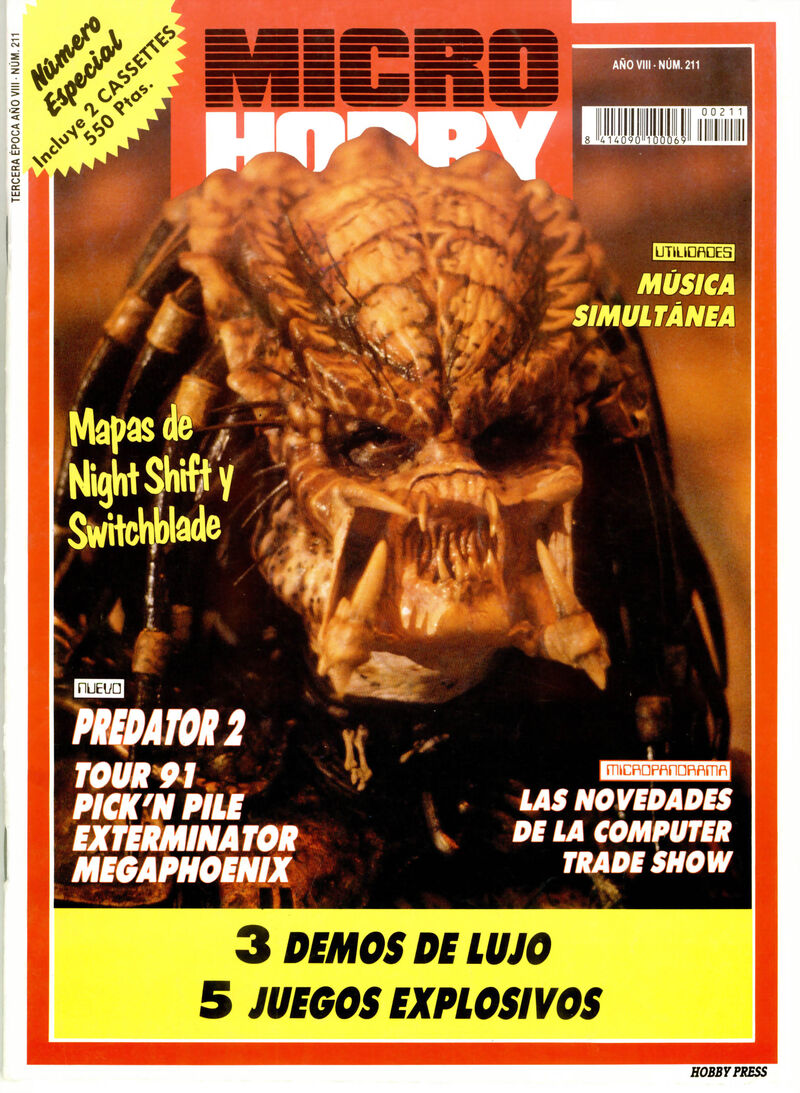 TERCERA ÉPOCA AÑO VIII - NÚM. 211
Número
Especial
Incluye 2 CASSETTES
550 Ptas.
MICRO
HOBBY
AÑO VIII - NÚM. 211
00211
8 414090 100069
UTILIDADES
MÚSICA
SIMULTÁNEA
Mapas de
Night Shift y
Switchblade
NUEVO
PREDATOR 2
TOUR 91
PICK'N PILE
EXTERMINATOR
MEGAPHOENIX
MICROPANORAMA
LAS NOVEDADES
DE LA COMPUTER
TRADE SHOW
3 DEMOS DE LUJO
5 JUEGOS EXPLOSIVOS
HOBBY PRESS